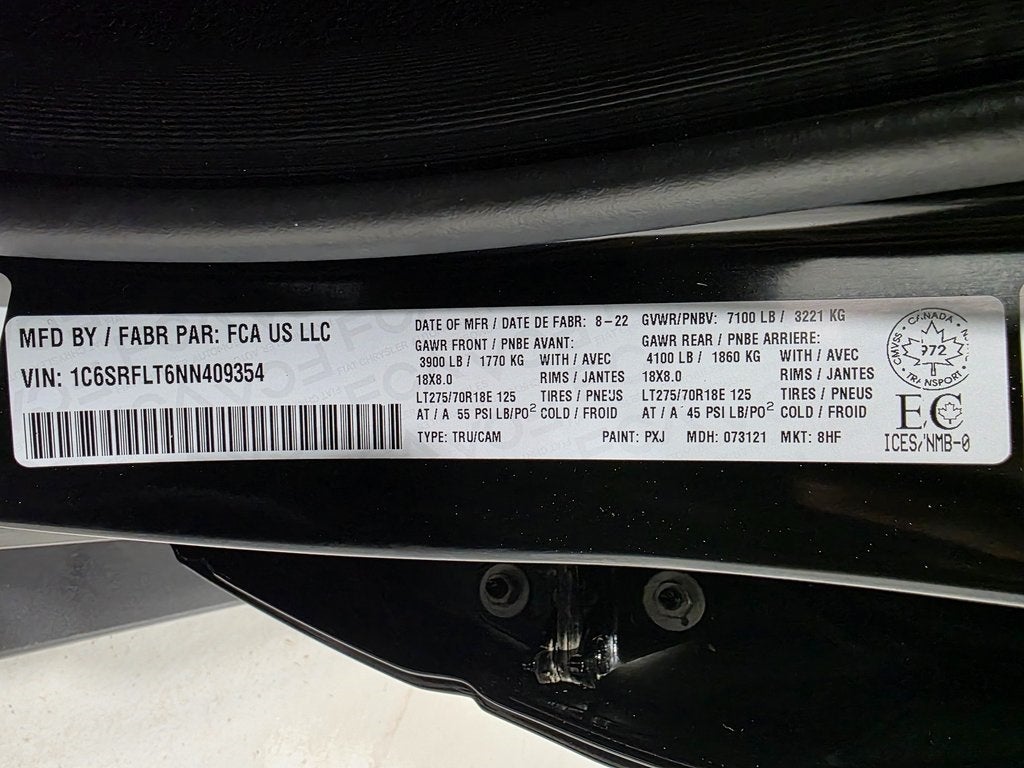 MFD BY / FABR PAR: FCA US LLC
VIN: 1C6SRFLT6NN409354
DATE OF MFR / DATE DE FABR: 8-22 GVWR/PNBV: 7100 LB / 3221 KG
GAWR FRONT / PNBE AVANT:
3900 LB / 1770 KG WITH / AVEC
18X8.0 RIMS / JANTES
LT275/70R18E 125 TIRES / PNEUS
AT / A 55 PSI LB/PO² COLD / FROID
GAWR REAR / PNBE ARRIERE:
4100 LB / 1860 KG WITH / AVEC
18X8.0 RIMS / JANTES
LT275/70R18E 125 TIRES / PNEUS
AT / A 45 PSI LB/PO² COLD / FROID
TYPE: TRU/CAM PAINT: PXJ MDH: 073121 MKT: 8HF
CANADA
CMVSS 972 NSVAC
TRANSPORT
EC
ICES/NMB-0